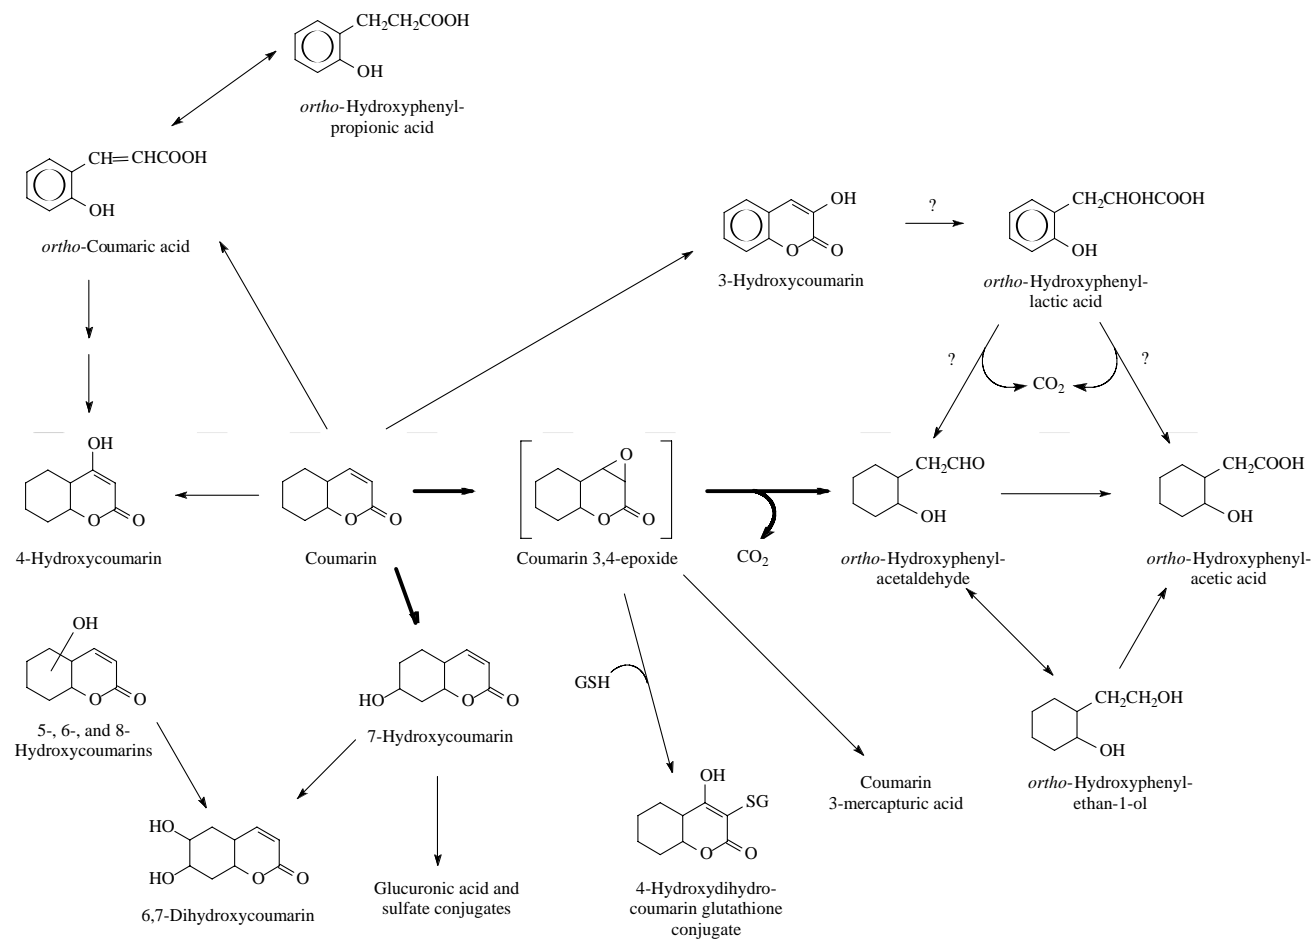 CH2CH2COOH
OH
ortho-Hydroxyphenyl-
propionic acid
CH=CHCOOH
OH
ortho-Coumaric acid
OH
O
O
3-Hydroxycoumarin
?
CH2CHOHCOOH
OH
ortho-Hydroxyphenyl-
lactic acid
?
CO2
?
OH
O
O
4-Hydroxycoumarin
O
O
Coumarin
O
O
O
Coumarin 3,4-epoxide
CO2
CH2CHO
OH
ortho-Hydroxyphenyl-
acetaldehyde
CH2COOH
OH
ortho-Hydroxyphenyl-
acetic acid
OH
O
O
5-, 6-, and 8-
Hydroxycoumarins
HO
O
O
7-Hydroxycoumarin
GSH
CH2CH2OH
OH
ortho-Hydroxyphenyl-
ethan-1-ol
HO
HO
O
O
6,7-Dihydroxycoumarin
Glucuronic acid and
sulfate conjugates
OH
SG
O
O
4-Hydroxydihydro-
coumarin glutathione
conjugate
Coumarin
3-mercapturic acid